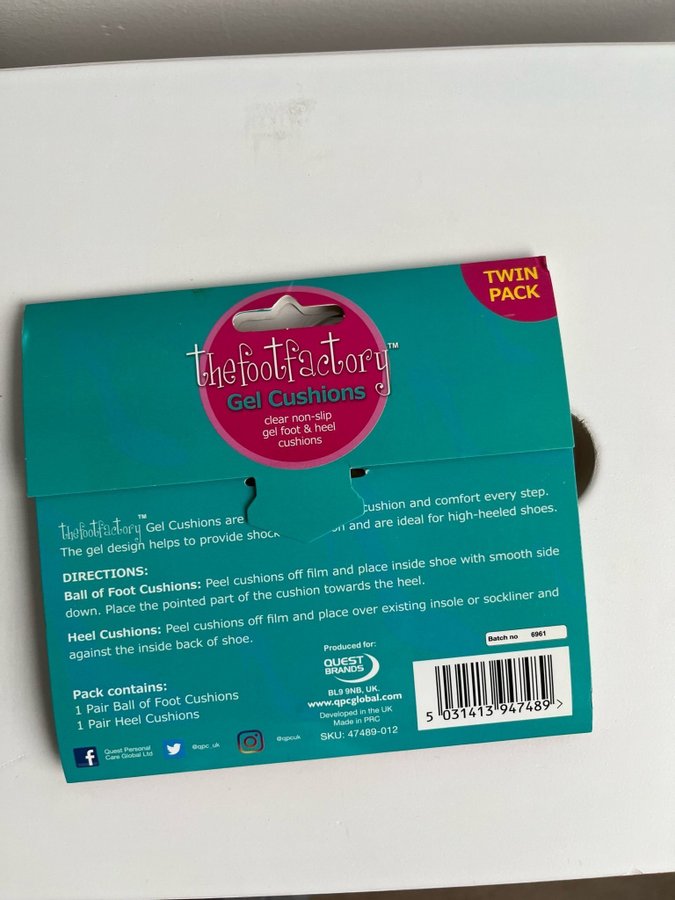 TWIN
PACK
thefootfactory™
Gel Cushions
clear non-slip
gel foot & heel
cushions
thefootfactory™ Gel Cushions are cushion and comfort every step.
The gel design helps to provide shock and are ideal for high-heeled shoes.
DIRECTIONS:
Ball of Foot Cushions: Peel cushions off film and place inside shoe with smooth side
down. Place the pointed part of the cushion towards the heel.
Heel Cushions: Peel cushions off film and place over existing insole or sockliner and
against the inside back of shoe.
Pack contains:
1 Pair Ball of Foot Cushions
1 Pair Heel Cushions
Quest Personal
Care Global Ltd
@qpc_uk
@qpcuk
Produced for:
QUEST
BRANDS
BL9 9NB, UK.
www.qpcglobal.com
Developed in the UK
Made in PRC
SKU: 47489-012
Batch no 6961
5 031413 947489 >